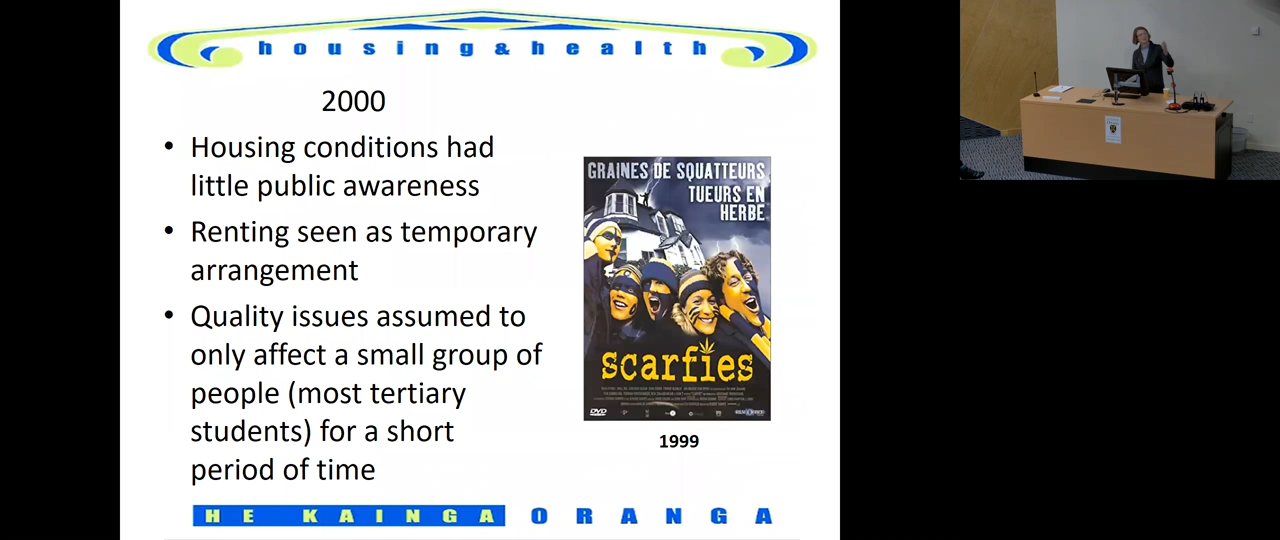 housing&health
2000
• Housing conditions had
little public awareness
• Renting seen as temporary
arrangement
• Quality issues assumed to
only affect a small group of
people (most tertiary
students) for a short
period of time
GRAINES DE SQUATTEURS
TUEURS EN
HERBE
scarfies
DVD
1999
HE KAINGA ORANGA